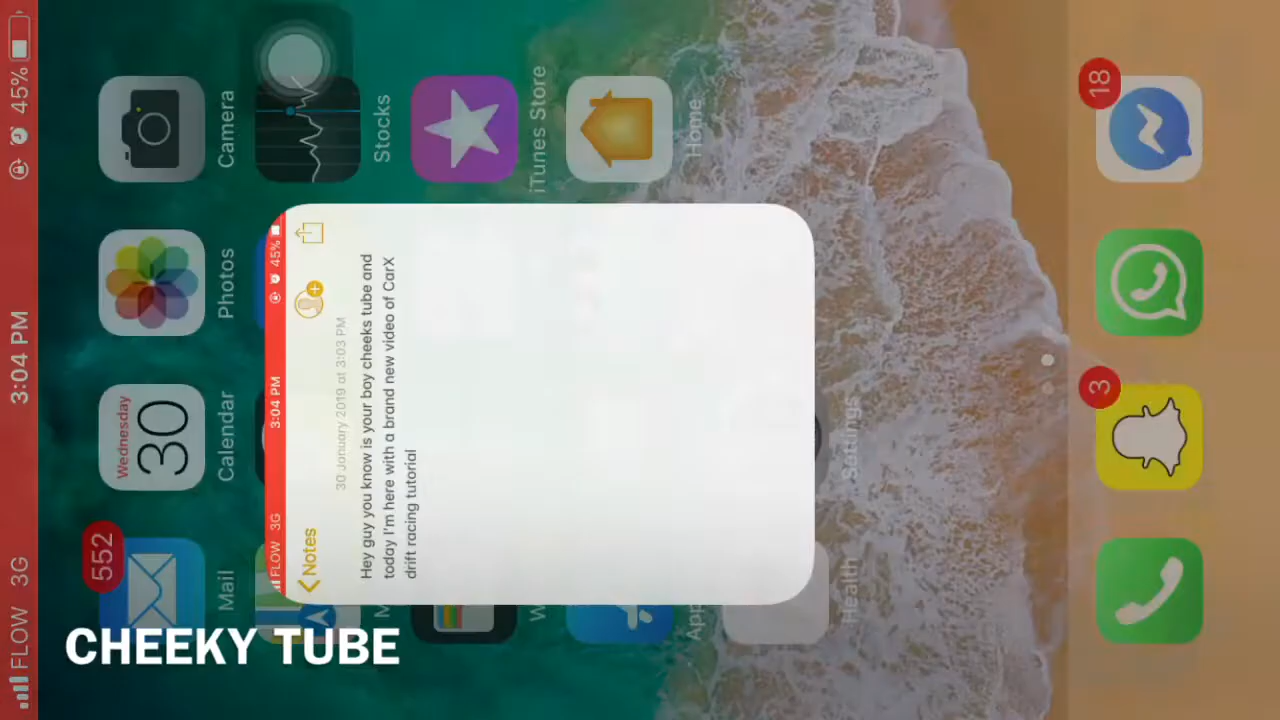 FLOW 3G 3:04 PM 45%
552
Mail
Wednesday
30
Calendar
Photos
Camera
Stocks
iTunes Store
Home
Health
Settings
FLOW 3G 3:04 PM 45%
Notes
30 January 2019 at 3:03 PM
Hey guy you know is your boy cheeks tube and
today I'm here with a brand new video of CarX
drift racing tutorial
3
18
CHEEKY TUBE